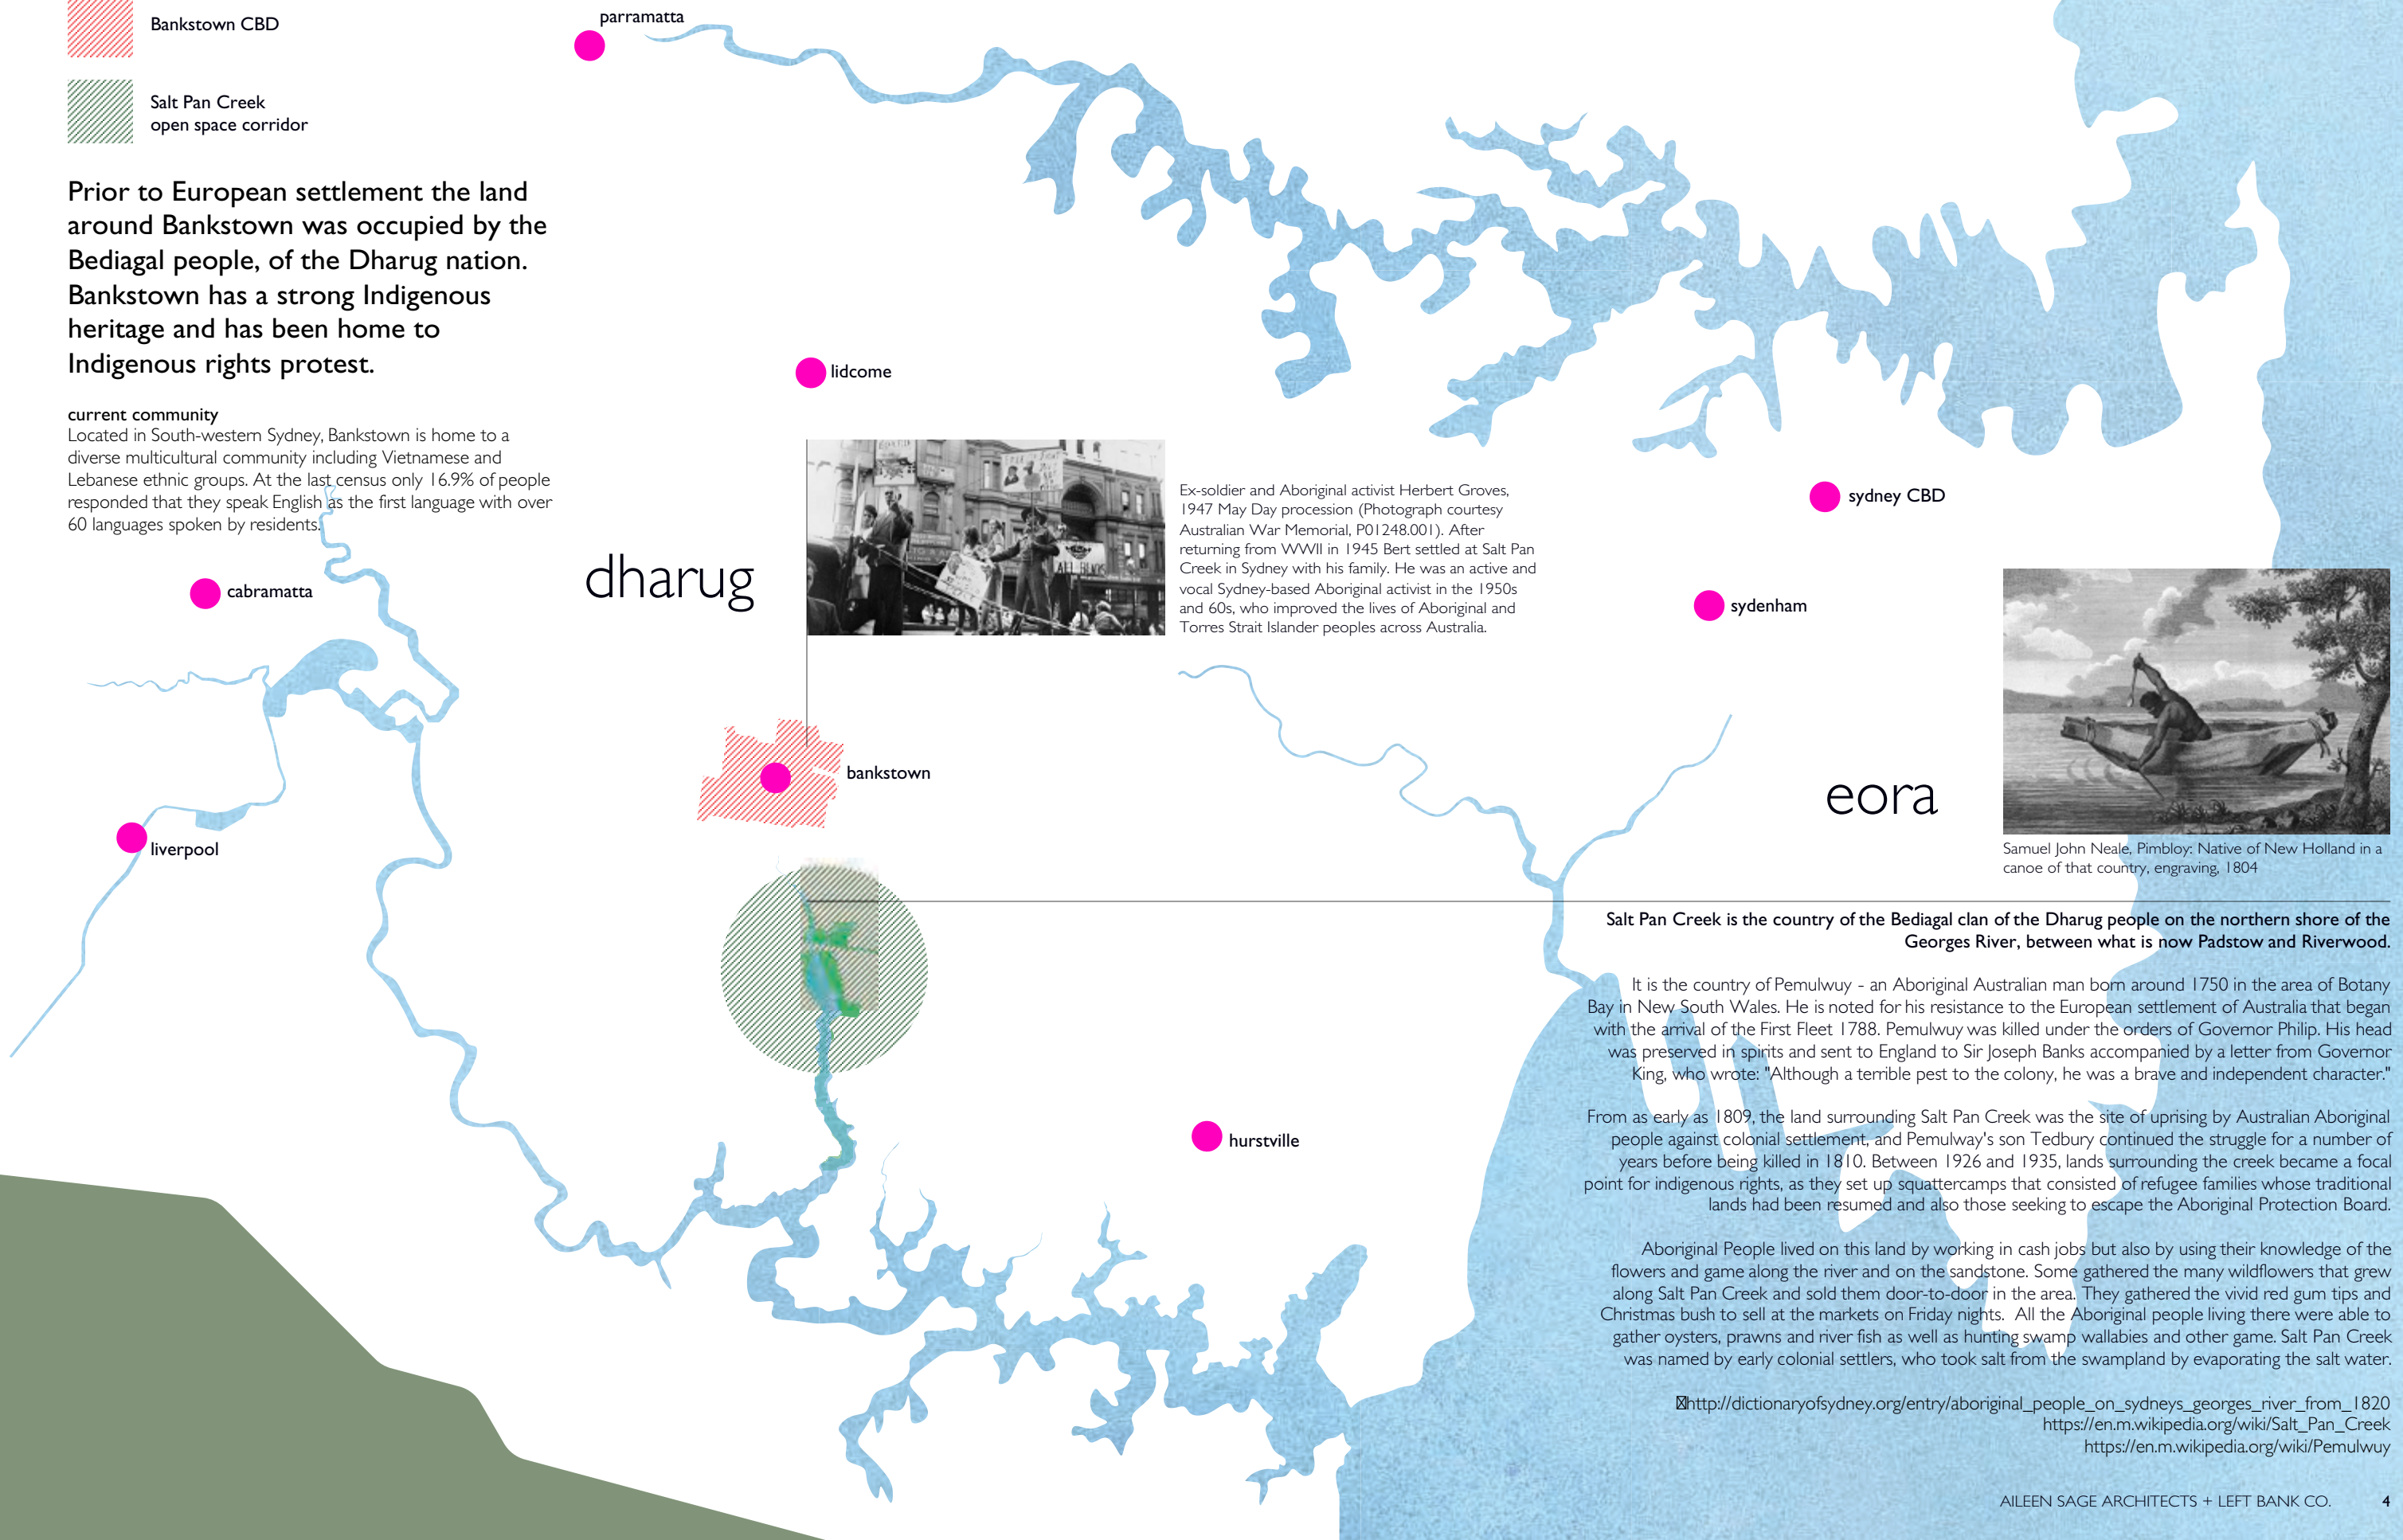 Bankstown CBD
Salt Pan Creek
open space corridor
Prior to European settlement the land
around Bankstown was occupied by the
Bediagal people, of the Dharug nation.
Bankstown has a strong Indigenous
heritage and has been home to
Indigenous rights protest.
current community
Located in South-western Sydney, Bankstown is home to a
diverse multicultural community including Vietnamese and
Lebanese ethnic groups. At the last census only 16.9% of people
responded that they speak English as the first language with over
60 languages spoken by residents.
parramatta
lidcome
dharug
Ex-soldier and Aboriginal activist Herbert Groves,
1947 May Day procession (Photograph courtesy
Australian War Memorial, P01248.001). After
returning from WWII in 1945 Bert settled at Salt Pan
Creek in Sydney with his family. He was an active and
vocal Sydney-based Aboriginal activist in the 1950s
and 60s, who improved the lives of Aboriginal and
Torres Strait Islander peoples across Australia.
sydney CBD
sydenham
cabramatta
liverpool
bankstown
eora
hurstville
Samuel John Neale, Pimbloy: Native of New Holland in a
canoe of that country, engraving, 1804
Salt Pan Creek is the country of the Bediagal clan of the Dharug people on the northern shore of the
Georges River, between what is now Padstow and Riverwood.
It is the country of Pemulwuy - an Aboriginal Australian man born around 1750 in the area of Botany
Bay in New South Wales. He is noted for his resistance to the European settlement of Australia that began
with the arrival of the First Fleet 1788. Pemulwuy was killed under the orders of Governor Philip. His head
was preserved in spirits and sent to England to Sir Joseph Banks accompanied by a letter from Governor
King, who wrote: "Although a terrible pest to the colony, he was a brave and independent character."
From as early as 1809, the land surrounding Salt Pan Creek was the site of uprising by Australian Aboriginal
people against colonial settlement, and Pemulway's son Tedbury continued the struggle for a number of
years before being killed in 1810. Between 1926 and 1935, lands surrounding the creek became a focal
point for indigenous rights, as they set up squattercamps that consisted of refugee families whose traditional
lands had been resumed and also those seeking to escape the Aboriginal Protection Board.
Aboriginal People lived on this land by working in cash jobs but also by using their knowledge of the
flowers and game along the river and on the sandstone. Some gathered the many wildflowers that grew
along Salt Pan Creek and sold them door-to-door in the area. They gathered the vivid red gum tips and
Christmas bush to sell at the markets on Friday nights. All the Aboriginal people living there were able to
gather oysters, prawns and river fish as well as hunting swamp wallabies and other game. Salt Pan Creek
was named by early colonial settlers, who took salt from the swampland by evaporating the salt water.
http://dictionaryofsydney.org/entry/aboriginal_people_on_sydneys_georges_river_from_1820
https://en.m.wikipedia.org/wiki/Salt_Pan_Creek
https://en.m.wikipedia.org/wiki/Pemulwuy
AILEEN SAGE ARCHITECTS + LEFT BANK CO. 4